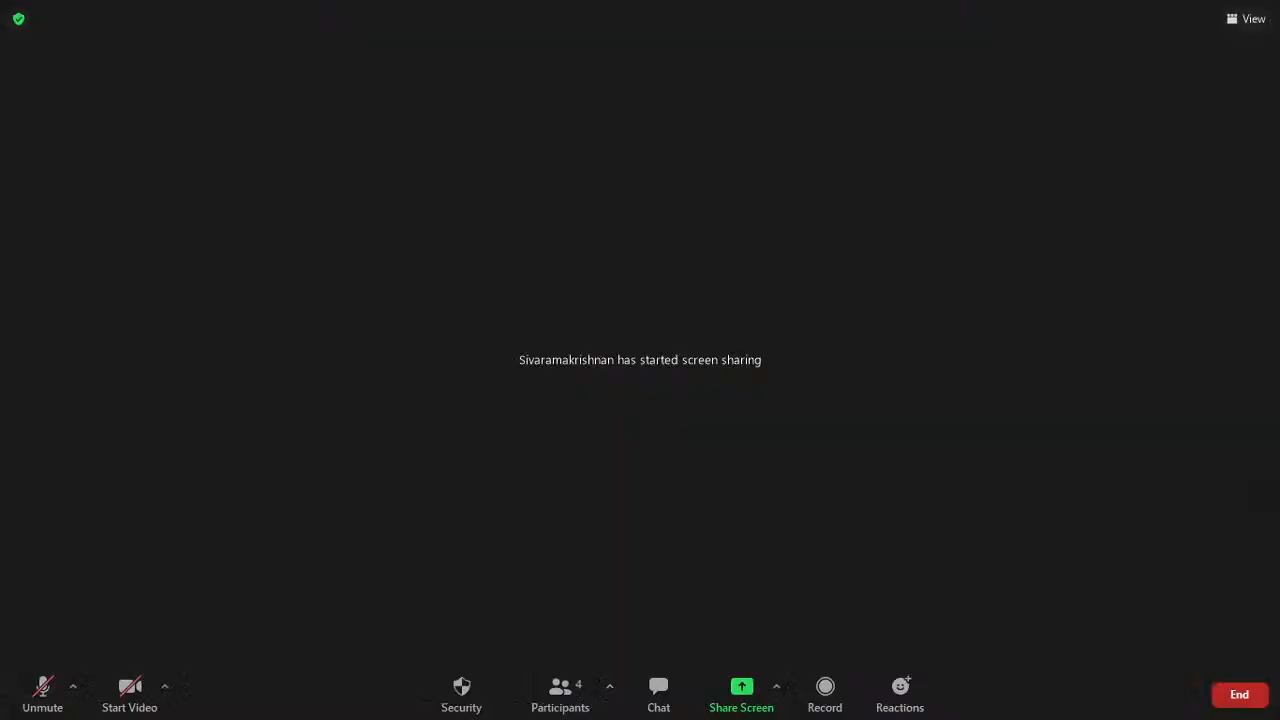 View
Sivaramakrishnan has started screen sharing
4
Unmute
Start Video
Security
Participants
Chat
Share Screen
Record
Reactions
End